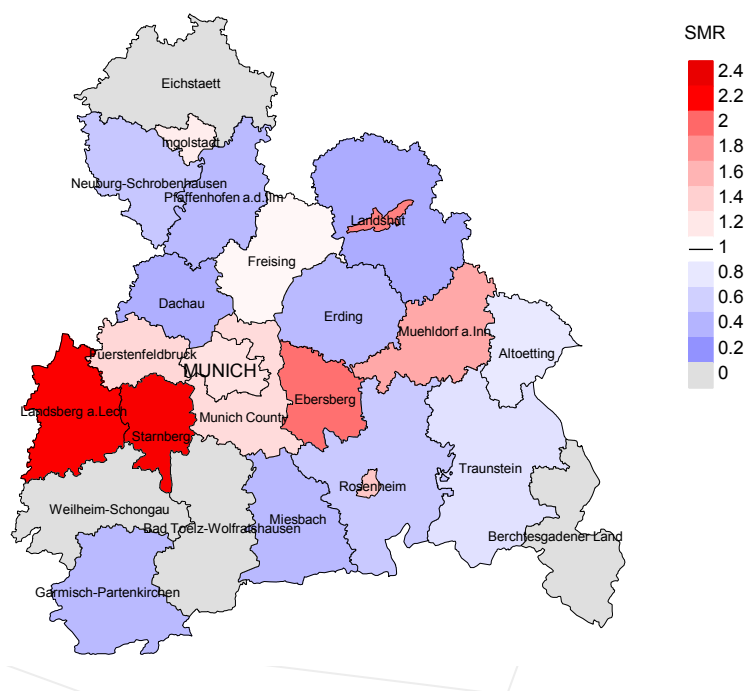 SMR
2.4
2.2
2
1.8
1.6
1.4
1.2
1
0.8
0.6
0.4
0.2
0
Eichstaett
Ingolstadt
Neuburg-Schrobenhausen
Pfaffenhofen a.d.Ilm
Landshut
Freising
Dachau
Erding
Muehldorf a.Inn
Fuerstenfeldbruck
Altoetting
MUNICH
Ebersberg
Landsberg a.Lech
Munich County
Starnberg
Traunstein
Rosenheim
Weilheim-Schongau
Miesbach
Bad Toelz-Wolfratshausen
Berchtesgadener Land
Garmisch-Partenkirchen